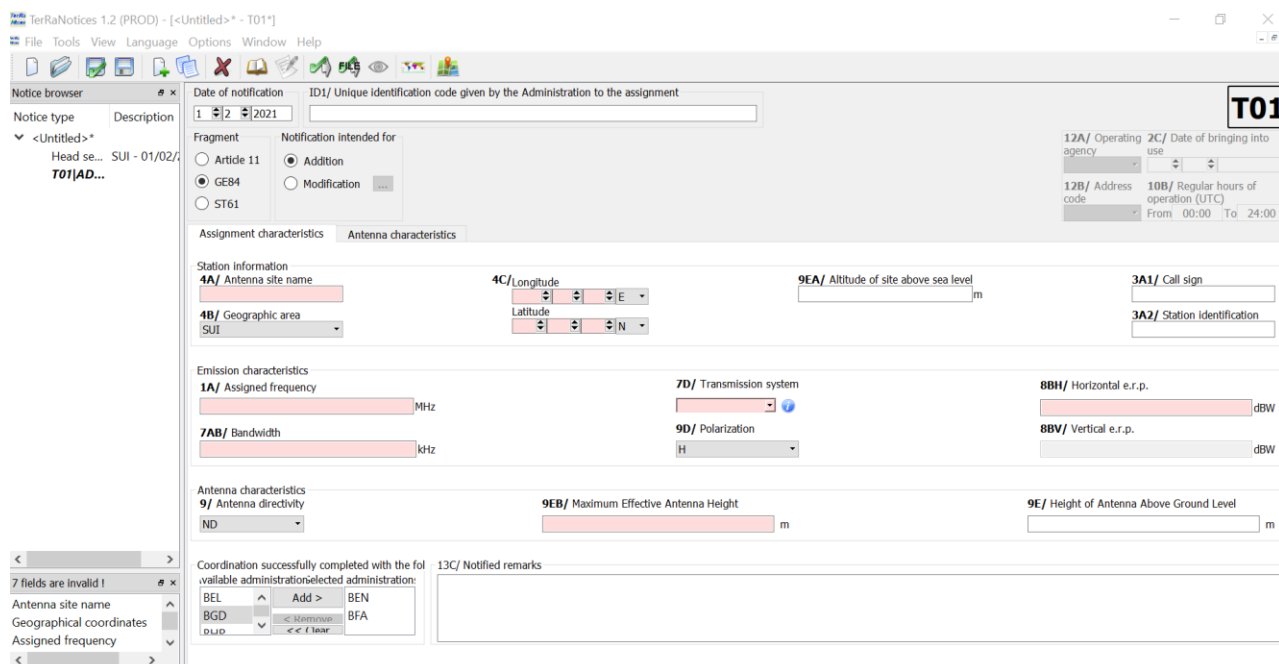 TerRaNotices 1.2 (PROD) - [<Untitled>* - T01*]
File Tools View Language Options Window Help
Notice browser
Notice type Description
<Untitled>*
Head se... SUI - 01/02/2
T01|AD...
Date of notification
1 2 2021
ID1/ Unique identification code given by the Administration to the assignment
T01
Fragment
Article 11
GE84
ST61
Notification intended for
Addition
Modification ...
12A/ Operating agency
2C/ Date of bringing into use
12B/ Address code
10B/ Regular hours of operation (UTC)
From 00:00 To 24:00
Assignment characteristics Antenna characteristics
Station information
4A/ Antenna site name
4B/ Geographic area
SUI
4C/ Longitude
E
Latitude
N
9EA/ Altitude of site above sea level
m
3A1/ Call sign
3A2/ Station identification
Emission characteristics
1A/ Assigned frequency
MHz
7AB/ Bandwidth
kHz
7D/ Transmission system
9D/ Polarization
H
8BH/ Horizontal e.r.p.
dBW
8BV/ Vertical e.r.p.
dBW
Antenna characteristics
9/ Antenna directivity
ND
9EB/ Maximum Effective Antenna Height
m
9E/ Height of Antenna Above Ground Level
m
Coordination successfully completed with the fol
BEL
BGD
Add >
< Remove
<< Clear
BEN
BFA
13C/ Notified remarks
7 fields are invalid !
Antenna site name
Geographical coordinates
Assigned frequency